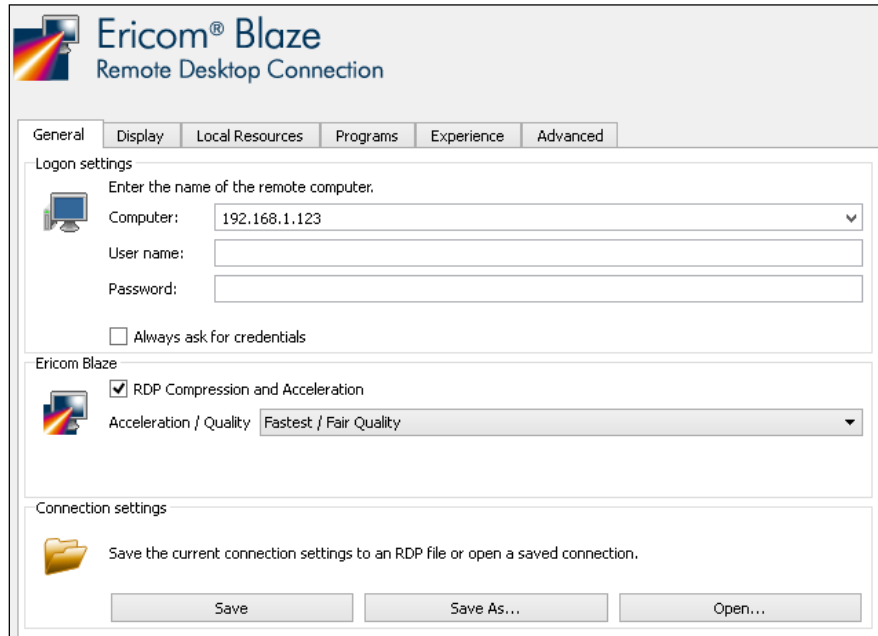 Ericom® Blaze
Remote Desktop Connection
General Display Local Resources Programs Experience Advanced
Logon settings
Enter the name of the remote computer.
Computer: 192.168.1.123
User name:
Password:
Always ask for credentials
Ericom Blaze
RDP Compression and Acceleration
Acceleration / Quality Fastest / Fair Quality
Connection settings
Save the current connection settings to an RDP file or open a saved connection.
Save Save As... Open...